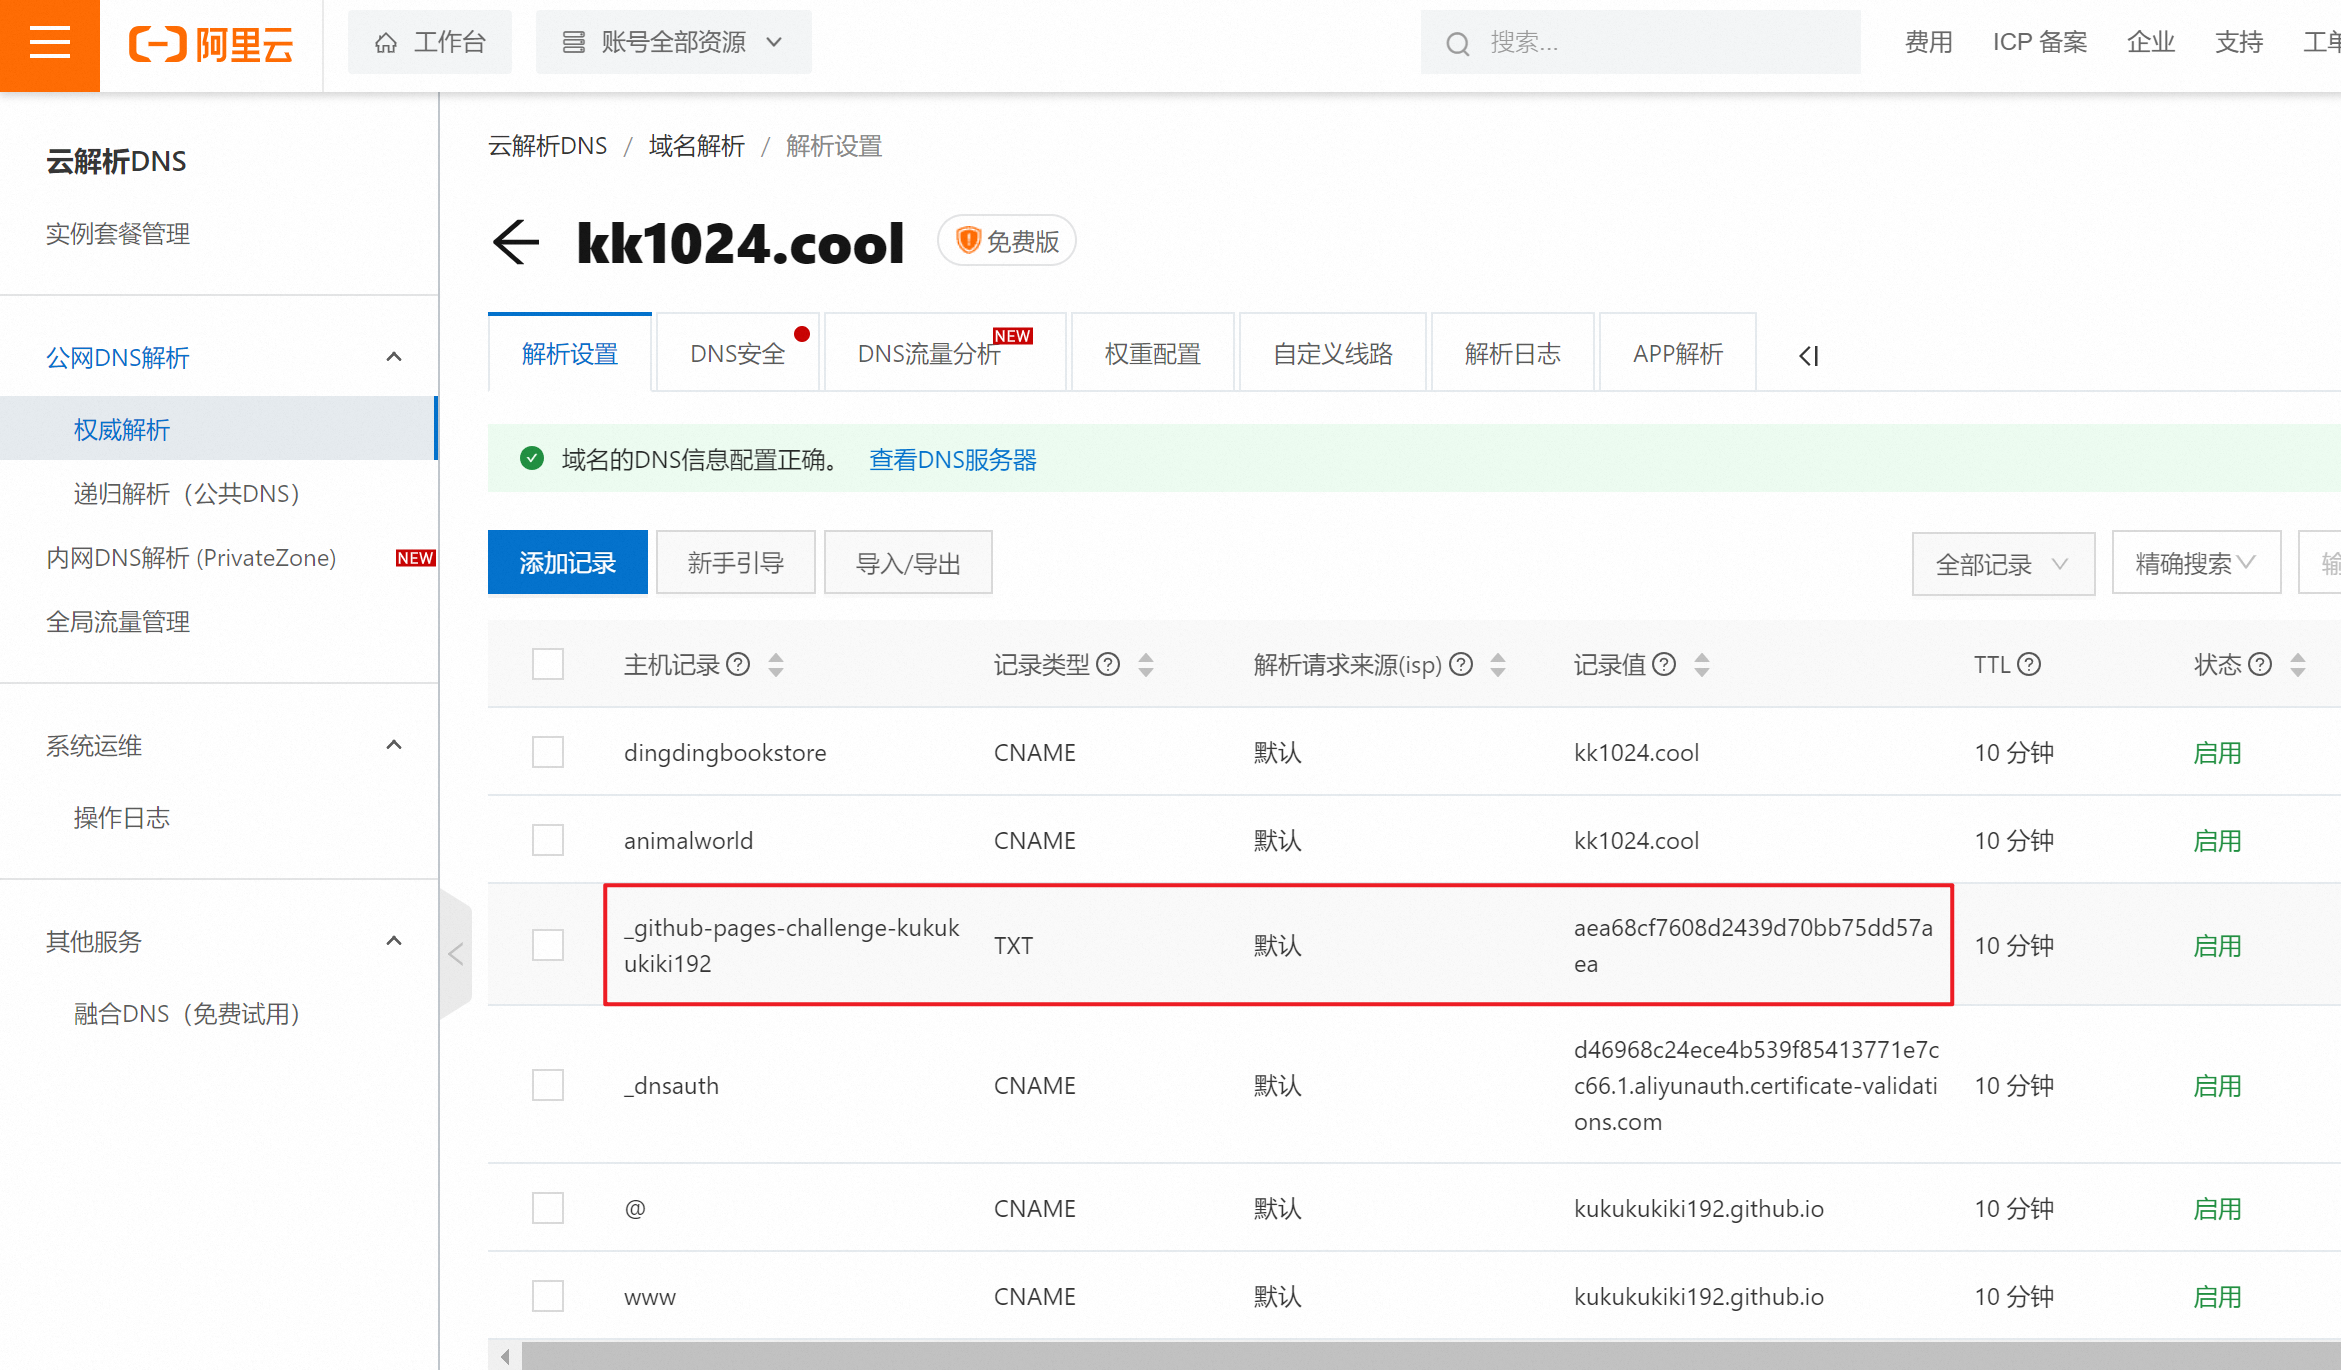 阿里云
工作台
账号全部资源
搜索...
费用
ICP 备案
企业
支持
云解析DNS
实例套餐管理
公网DNS解析
权威解析
递归解析（公共DNS）
内网DNS解析 (PrivateZone)
NEW
全局流量管理
系统运维
操作日志
其他服务
融合DNS（免费试用）
云解析DNS / 域名解析 / 解析设置
kk1024.cool
免费版
解析设置
DNS安全
DNS流量分析
NEW
权重配置
自定义线路
解析日志
APP解析
域名的DNS信息配置正确。 查看DNS服务器
添加记录
新手引导
导入/导出
全部记录
精确搜索
主机记录 记录类型 解析请求来源(isp) 记录值 TTL 状态
dingdingbookstore CNAME 默认 kk1024.cool 10 分钟 启用
animalworld CNAME 默认 kk1024.cool 10 分钟 启用
_github-pages-challenge-kukuk
ukiki192
TXT
默认
aea68cf7608d2439d70bb75dd57a
ea
10 分钟
启用
_dnsauth
CNAME
默认
d46968c24ece4b539f85413771e7c
c66.1.aliyunauth.certificate-validati
ons.com
10 分钟
启用
@ CNAME 默认 kukukukiki192.github.io 10 分钟 启用
www CNAME 默认 kukukukiki192.github.io 10 分钟 启用